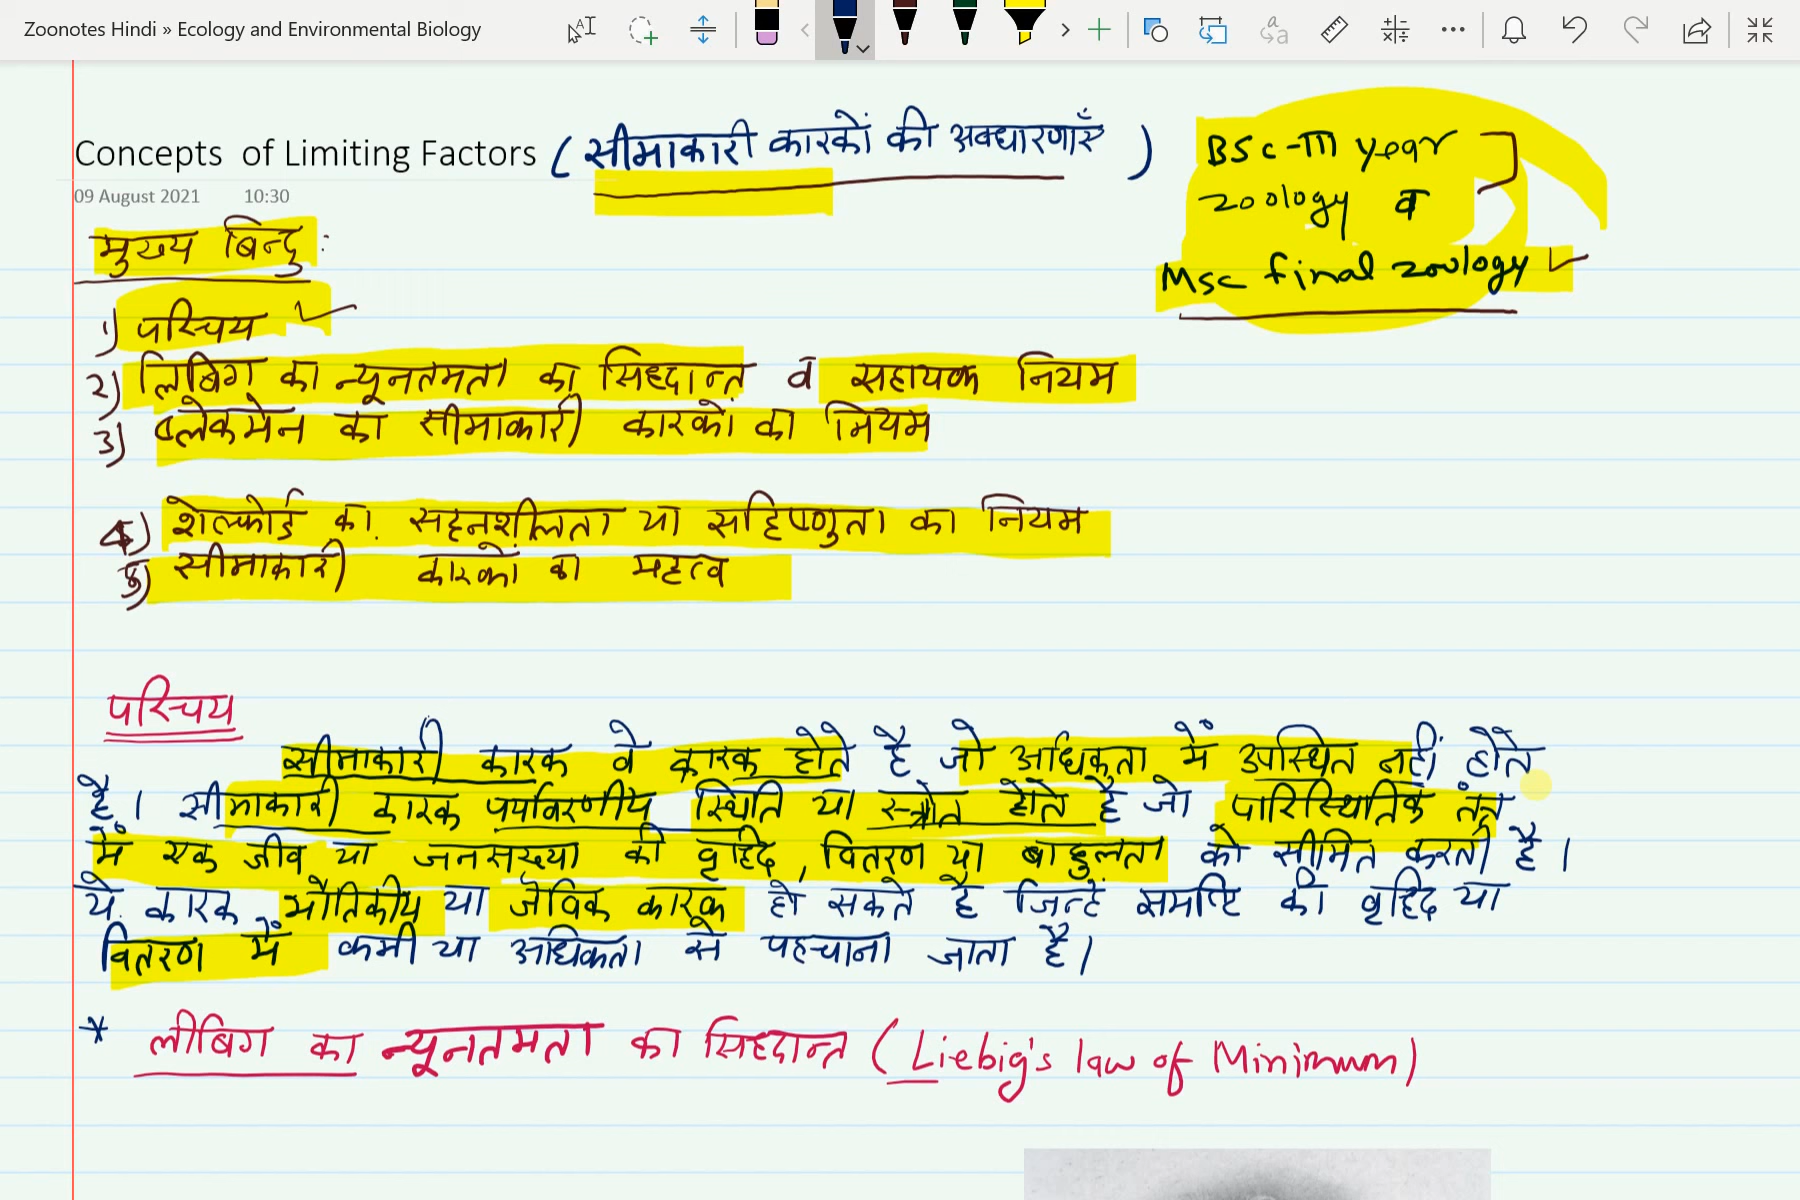 Zoonotes Hindi » Ecology and Environmental Biology
Concepts of Limiting Factors (सीमाकारी कारकों की अवधारणाएँ)
09 August 2021 10:30
BSc-III year
zoology व
Msc final zoology
मुख्य बिन्दु :
1) परिचय
2) लिबिग का न्यूनतमता का सिद्धान्त व सहायक नियम
3) ब्लेकमेन का सीमाकारी कारको का नियम
4) शेल्फोर्ड का सहनशीलता या सहिष्णुता का नियम
5) सीमाकारी कारको का महत्व
परिचय
सीमाकारी कारक वे कारक होते है जो अधिकता में उपस्थित नहीं होते
है। सीमाकारी कारक पर्यावरणीय स्थिति या स्त्रोत होते है जो पारिस्थितिक तंत्र
में एक जीव या जनसंख्या की वृद्दि, वितरण या बाहुलता को सीमित करती है।
ये कारक भौतिकीय या जैविक कारक हो सकते है जिन्हें समष्टि की वृद्दि या
वितरण में कमी या अधिकता से पहचाना जाता है।
* लीबिग का न्यूनतमता का सिद्दान्त (Liebig's law of Minimum)